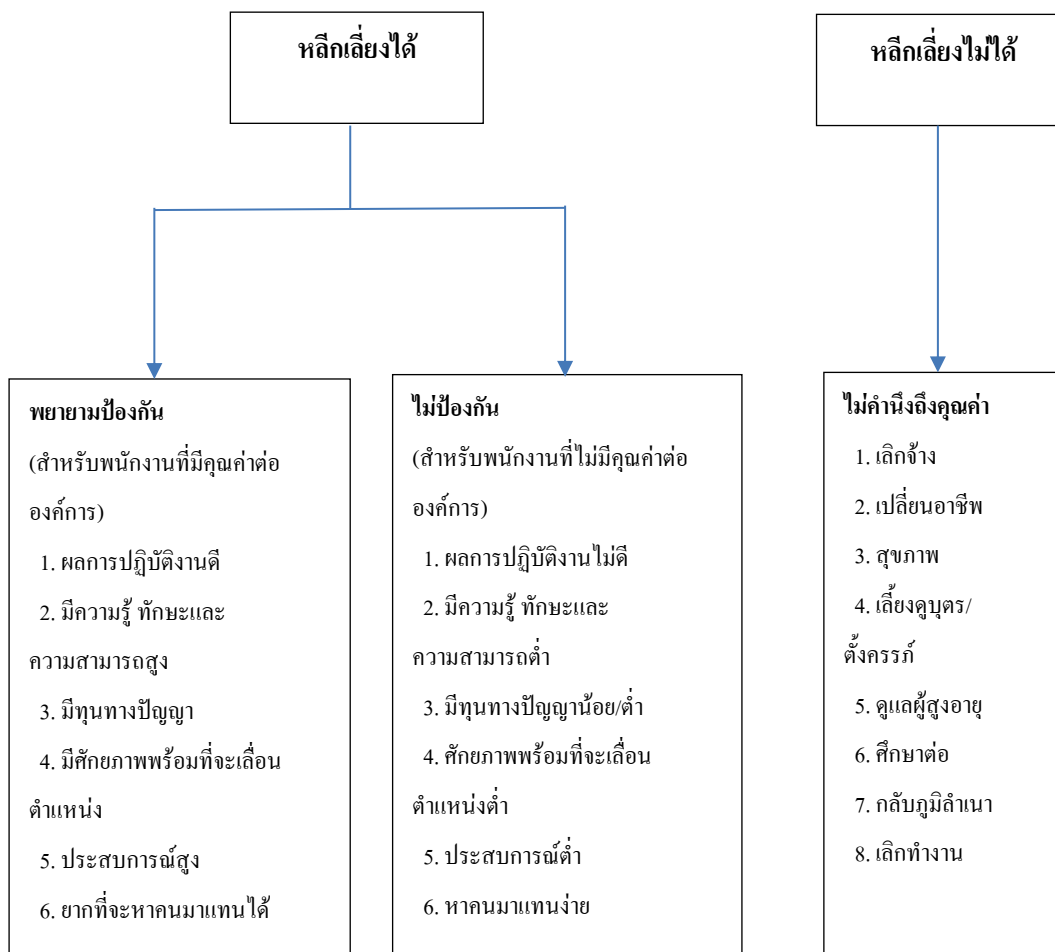 หลีกเลี่ยงได้
หลีกเลี่ยงไม่ได้
พยายามป้องกัน
(สำหรับพนักงานที่มีคุณค่าต่อ
องค์การ)
1. ผลการปฏิบัติงานดี
2. มีความรู้ ทักษะและ
ความสามารถสูง
3. มีทุนทางปัญญา
4. มีศักยภาพพร้อมที่จะเลื่อน
ตำแหน่ง
5. ประสบการณ์สูง
6. ยากที่จะหาคนมาแทนได้
ไม่ป้องกัน
(สำหรับพนักงานที่ไม่มีคุณค่าต่อ
องค์การ)
1. ผลการปฏิบัติงานไม่ดี
2. มีความรู้ ทักษะและ
ความสามารถต่ำ
3. มีทุนทางปัญญาน้อย/ต่ำ
4. ศักยภาพพร้อมที่จะเลื่อน
ตำแหน่งต่ำ
5. ประสบการณ์ต่ำ
6. หาคนมาแทนง่าย
ไม่คำนึงถึงคุณค่า
1. เลิกจ้าง
2. เปลี่ยนอาชีพ
3. สุขภาพ
4. เลี้ยงดูบุตร/
ตั้งครรภ์
5. ดูแลผู้สูงอายุ
6. ศึกษาต่อ
7. กลับภูมิลำเนา
8. เลิกทำงาน